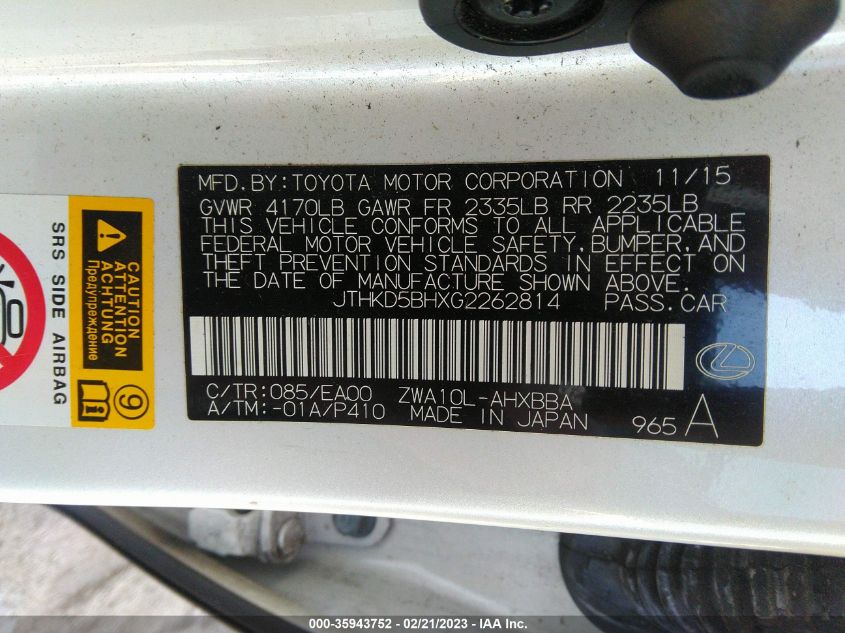 MFD.BY:TOYOTA MOTOR CORPORATION 11/15
GVWR 4170LB GAWR FR 2335LB RR 2235LB
THIS VEHICLE CONFORMS TO ALL APPLICABLE
FEDERAL MOTOR VEHICLE SAFETY,BUMPER,AND
THEFT PREVENTION STANDARDS IN EFFECT ON
THE DATE OF MANUFACTURE SHOWN ABOVE.
JTHKD5BHXG2262814 PASS.CAR
C/TR:085/EA00 ZWA10L-AHXBBA
A/TM:-01A/P410 MADE IN JAPAN 965 A
CAUTION
ACHTUNG
Предупреждение
SRS SIDE AIRBAG
9
000-35943752 — 02/21/2023 — IAA Inc.